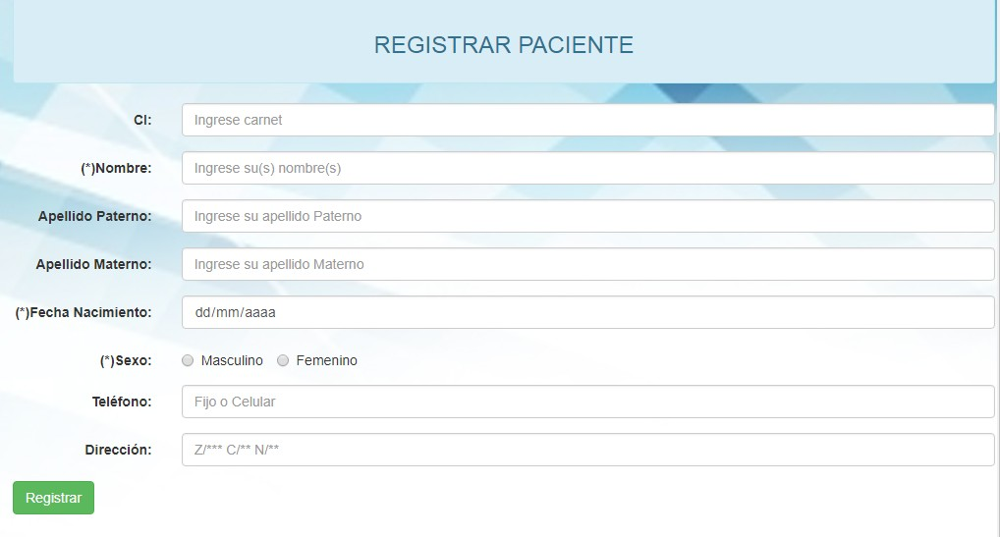 REGISTRAR PACIENTE
CI: Ingrese carnet
(*)Nombre: Ingrese su(s) nombre(s)
Apellido Paterno: Ingrese su apellido Paterno
Apellido Materno: Ingrese su apellido Materno
(*)Fecha Nacimiento: dd/mm/aaaa
(*)Sexo: Masculino Femenino
Teléfono: Fijo o Celular
Dirección: Z/*** C/** N/**
Registrar